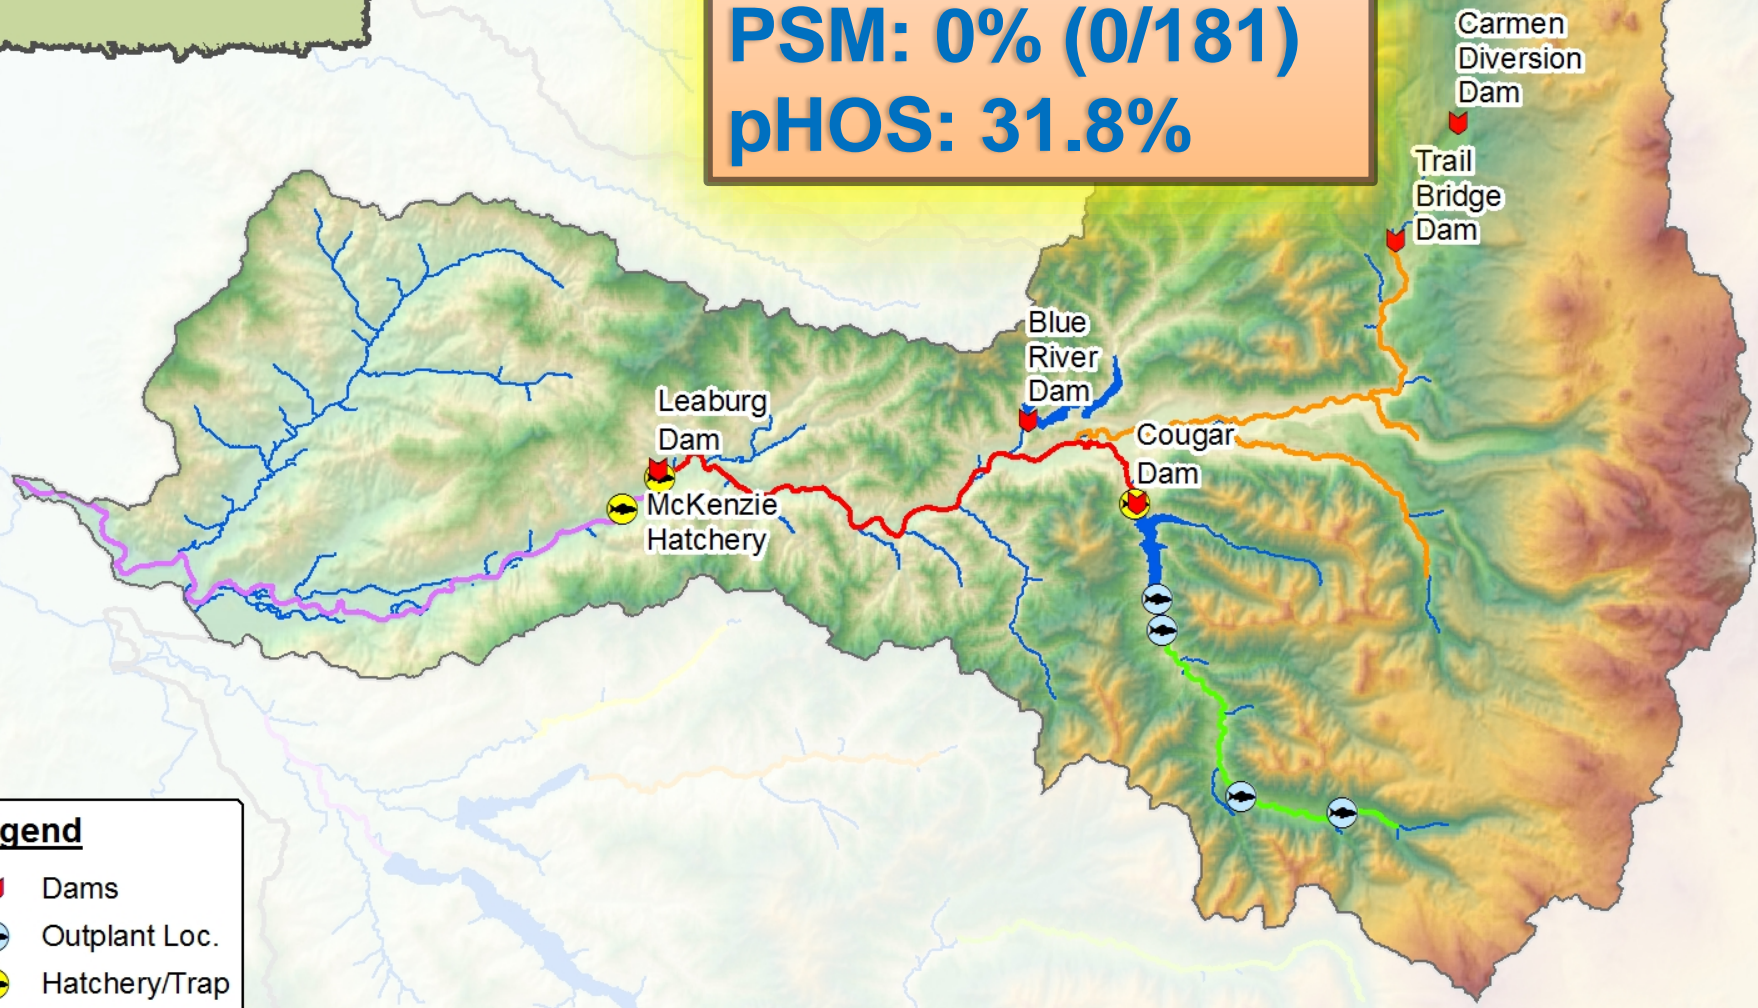 PSM: 0% (0/181)
pHOS: 31.8%
Carmen
Diversion
Dam
Trail
Bridge
Dam
Blue
River
Dam
Leaburg
Dam
Cougar
Dam
McKenzie
Hatchery
gend
Dams
Outplant Loc.
Hatchery/Trap